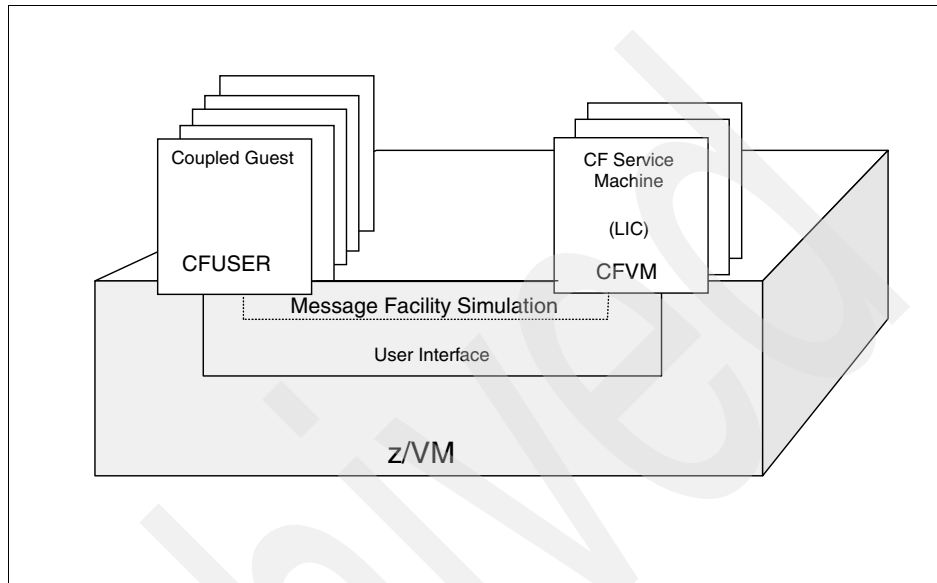 Coupled Guest
CFUSER
CF Service
Machine
(LIC)
CFVM
Message Facility Simulation
User Interface
z/VM